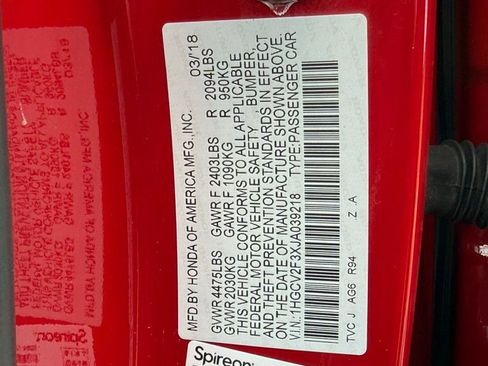 MFD BY HONDA OF AMERICA MFG.,INC. 03/'18
GVWR 4475LBS GAWR F 2403LBS R 2094LBS
GVWR 2030KG GAWR F 1090KG R 950KG
THIS VEHICLE CONFORMS TO ALL APPLICABLE
FEDERAL MOTOR VEHICLE SAFETY , BUMPER,
AND THEFT PREVENTION STANDARDS IN EFFECT
ON THE DATE OF MANUFACTURE SHOWN ABOVE.
V.I.N.:1HGCV2F3XJA039218 TYPE:PASSENGER CAR
TVC J AG6 R94 Z A
Spireon